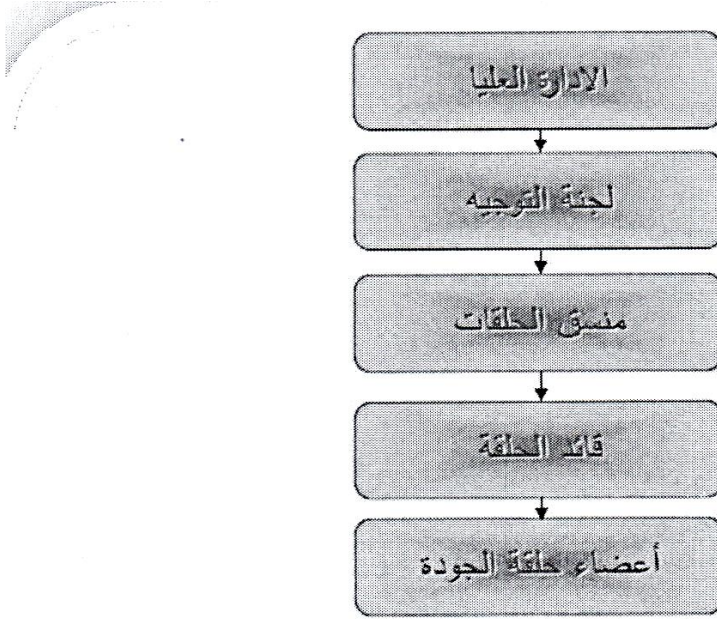 الادارة العليا
لجنة التوجيه
منسق الحلقات
قائد الحلقة
أعضاء حلقة الجودة